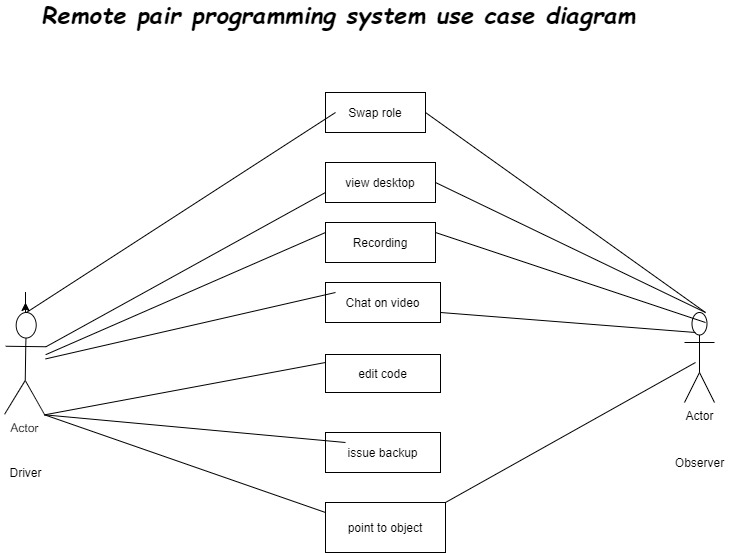 Remote pair programming system use case diagram
Swap role
view desktop
Recording
Chat on video
edit code
issue backup
point to object
Actor
Driver
Actor
Observer